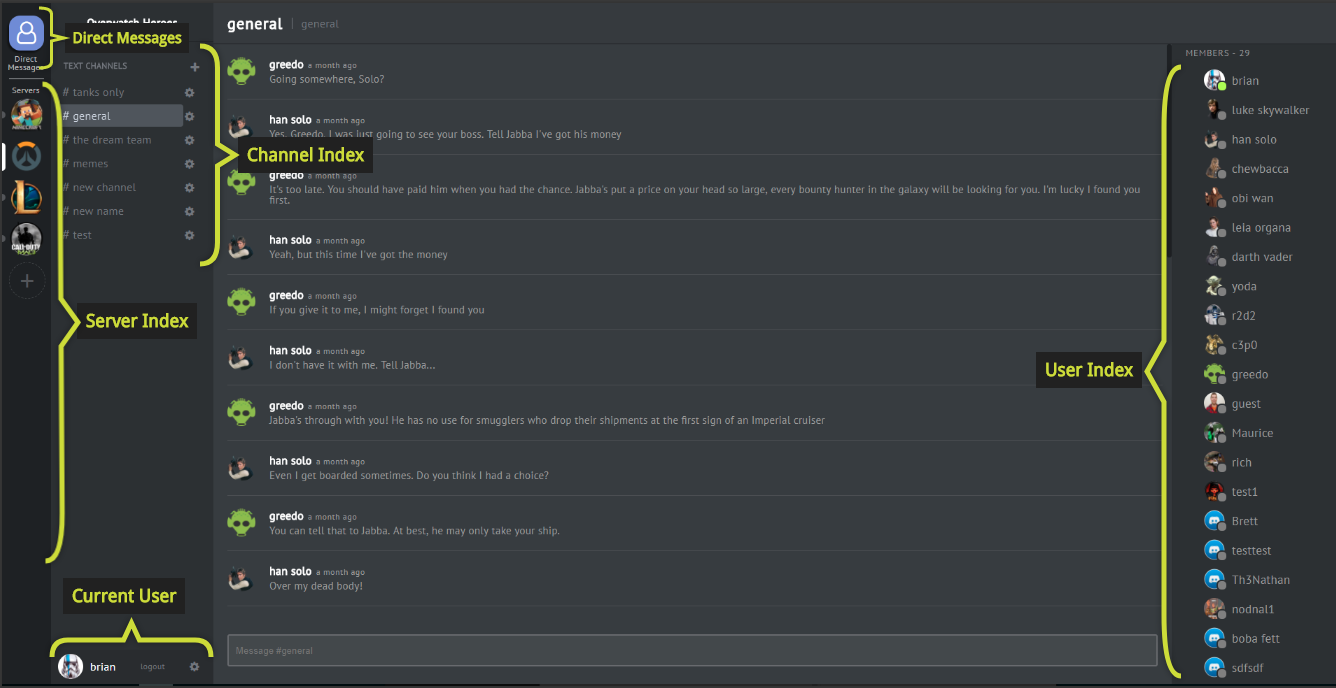 Direct
Messages
Servers
MINECRAFT
CALL OF DUTY
MW3
Overwatch Heroes
Direct Messages
TEXT CHANNELS +
# tanks only
# general
# the dream team
# memes
# new channel
# new name
# test
Channel Index
Server Index
Current User
brian logout
general | general
greedo a month ago
Going somewhere, Solo?
han solo a month ago
Yes, Greedo, I was just going to see your boss. Tell Jabba I've got his money
greedo a month ago
It's too late. You should have paid him when you had the chance. Jabba's put a price on your head so large, every bounty hunter in the galaxy will be looking for you. I'm lucky I found you
first.
han solo a month ago
Yeah, but this time I've got the money
greedo a month ago
If you give it to me, I might forget I found you
han solo a month ago
I don't have it with me. Tell Jabba...
greedo a month ago
Jabba's through with you! He has no use for smugglers who drop their shipments at the first sign of an Imperial cruiser
han solo a month ago
Even I get boarded sometimes. Do you think I had a choice?
greedo a month ago
You can tell that to Jabba. At best, he may only take your ship.
han solo a month ago
Over my dead body!
Message #general
User Index
MEMBERS - 29
brian
luke skywalker
han solo
chewbacca
obi wan
leia organa
darth vader
yoda
r2d2
c3p0
greedo
guest
Maurice
rich
test1
Brett
testtest
Th3Nathan
nodnal1
boba fett
sdfsdf